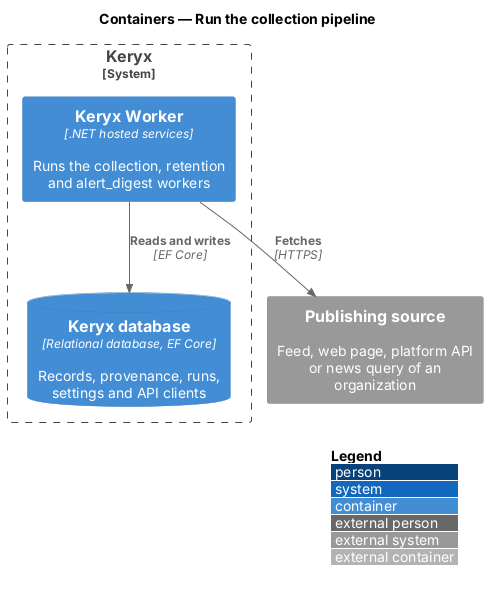 Containers — Run the collection pipeline
Keryx
[System]
Keryx Worker
[.NET hosted services]
Runs the collection, retention
and alert_digest workers
Reads and writes
[EF Core]
Fetches
[HTTPS]
Keryx database
[Relational database, EF Core]
Records, provenance, runs,
settings and API clients
Publishing source
Feed, web page, platform API
or news query of an
organization
Legend
person
system
container
external person
external system
external container